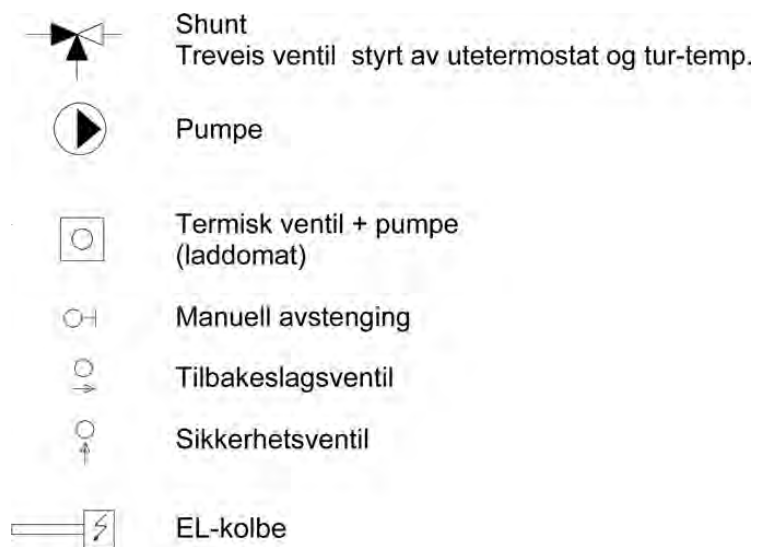 Shunt
Treveis ventil styrt av utetermostat og tur-temp.
Pumpe
Termisk ventil + pumpe
(laddomat)
Manuell avstenging
Tilbakeslagsventil
Sikkerhetsventil
EL-kolbe